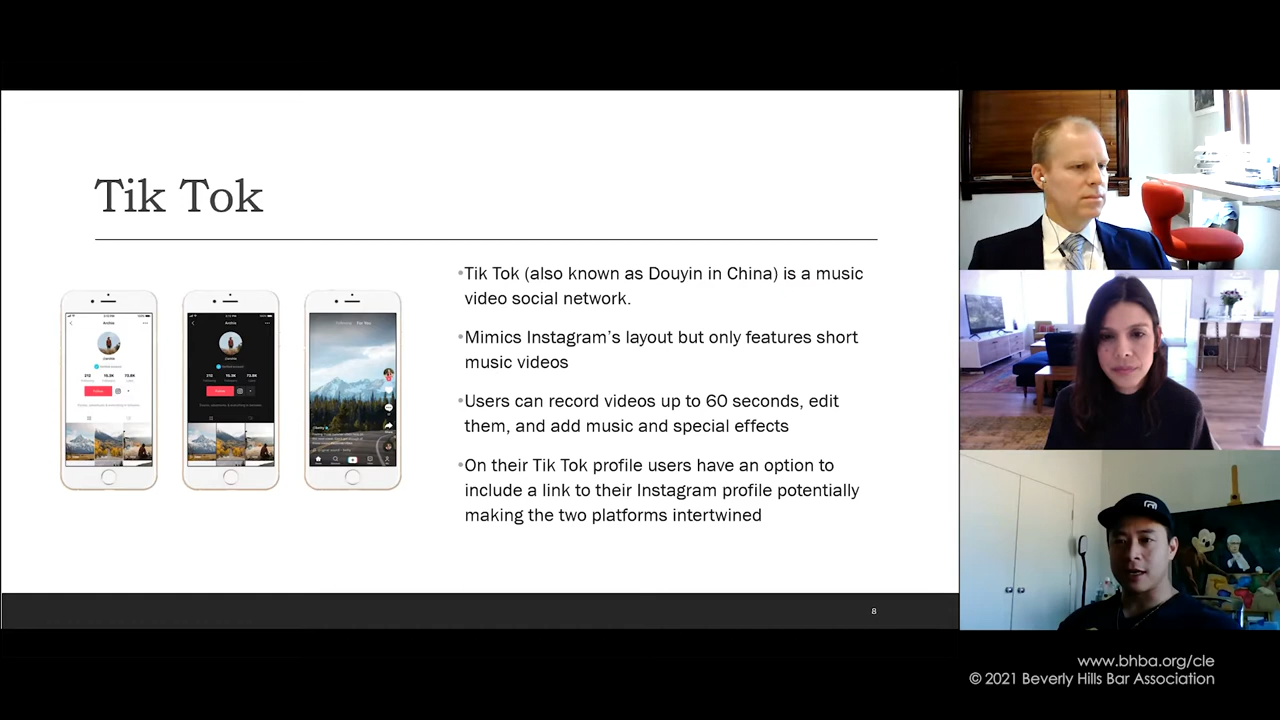 Tik Tok
•Tik Tok (also known as Douyin in China) is a music
video social network.
•Mimics Instagram's layout but only features short
music videos
•Users can record videos up to 60 seconds, edit
them, and add music and special effects
•On their Tik Tok profile users have an option to
include a link to their Instagram profile potentially
making the two platforms intertwined
8
www.bhba.org/cle
© 2021 Beverly Hills Bar Association